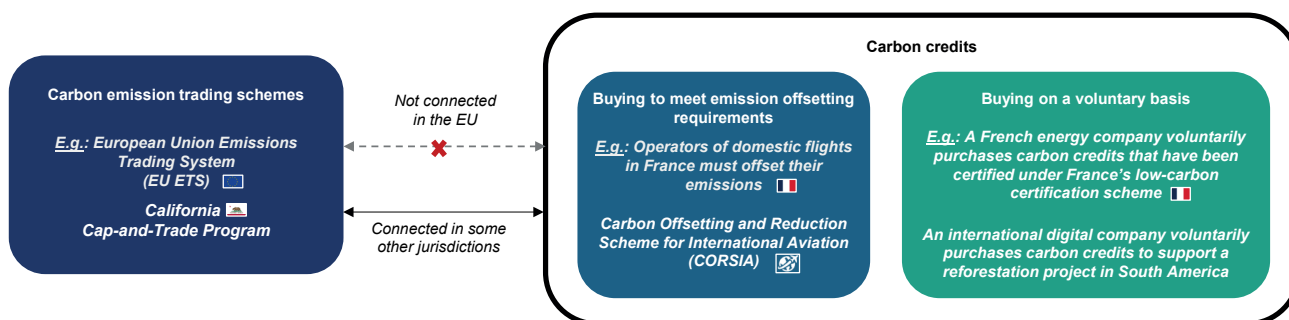 Carbon credits
Carbon emission trading schemes
E.g.: European Union Emissions
Trading System
(EU ETS)
California
Cap-and-Trade Program
Not connected
in the EU
Connected in some
other jurisdictions
Buying to meet emission offsetting
requirements
E.g.: Operators of domestic flights
in France must offset their
emissions
Carbon Offsetting and Reduction
Scheme for International Aviation
(CORSIA)
Buying on a voluntary basis
E.g.: A French energy company voluntarily
purchases carbon credits that have been
certified under France's low-carbon
certification scheme
An international digital company voluntarily
purchases carbon credits to support a
reforestation project in South America